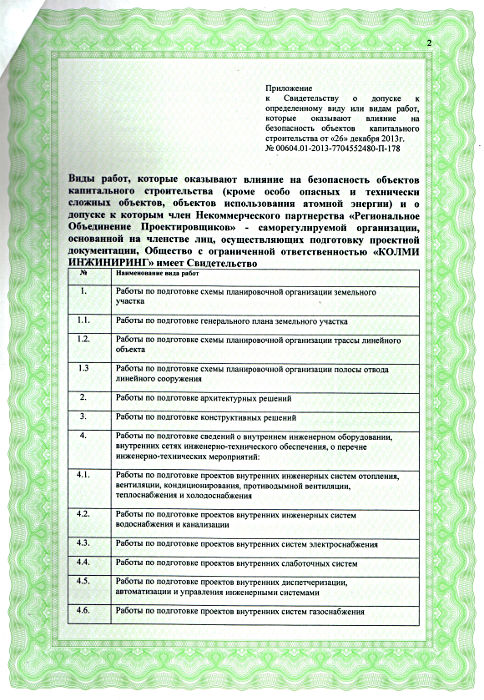 2
Приложение
к Свидетельству о допуске к
определенному виду или видам работ,
которые оказывают влияние на
безопасность объектов капитального
строительства от «26» декабря 2013г.
№ 00604.01-2013-7704552480-П-178
Виды работ, которые оказывают влияние на безопасность объектов
капитального строительства (кроме особо опасных и технически
сложных объектов, объектов использования атомной энергии) и о
допуске к которым член Некоммерческого партнерства «Региональное
Объединение Проектировщиков» - саморегулируемой организации,
основанной на членстве лиц, осуществляющих подготовку проектной
документации, Общество с ограниченной ответственностью «КОЛМИ
ИНЖИНИРИНГ» имеет Свидетельство
№ Наименование вида работ
1. Работы по подготовке схемы планировочной организации земельного
участка
1.1. Работы по подготовке генерального плана земельного участка
1.2. Работы по подготовке схемы планировочной организации трассы линейного
объекта
1.3 Работы по подготовке схемы планировочной организации полосы отвода
линейного сооружения
2. Работы по подготовке архитектурных решений
3. Работы по подготовке конструктивных решений
4. Работы по подготовке сведений о внутреннем инженерном оборудовании,
внутренних сетях инженерно-технического обеспечения, о перечне
инженерно-технических мероприятий:
4.1. Работы по подготовке проектов внутренних инженерных систем отопления,
вентиляции, кондиционирования, противодымной вентиляции,
теплоснабжения и холодоснабжения
4.2. Работы по подготовке проектов внутренних инженерных систем
водоснабжения и канализации
4.3. Работы по подготовке проектов внутренних систем электроснабжения
4.4. Работы по подготовке проектов внутренних слаботочных систем
4.5. Работы по подготовке проектов внутренних диспетчеризации,
автоматизации и управления инженерными системами
4.6. Работы по подготовке проектов внутренних систем газоснабжения